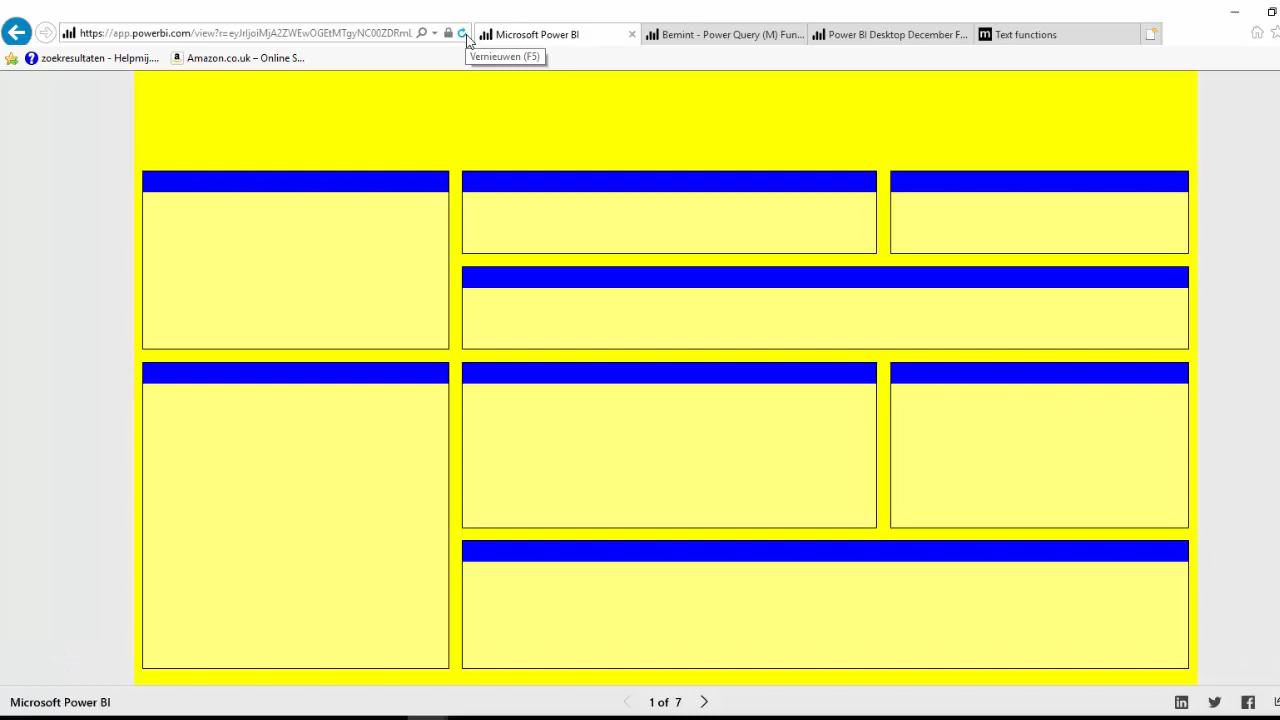 https://app.powerbi.com/view?r=eyJrIjoiMjA2ZWEwOGEtMTgyNC00ZDRmL
Microsoft Power BI
Bemint - Power Query (M) Fun...
Power BI Desktop December F...
Text functions
Vernieuwen (F5)
zoekresultaten - Helpmij....
Amazon.co.uk – Online S...
Microsoft Power BI
1 of 7